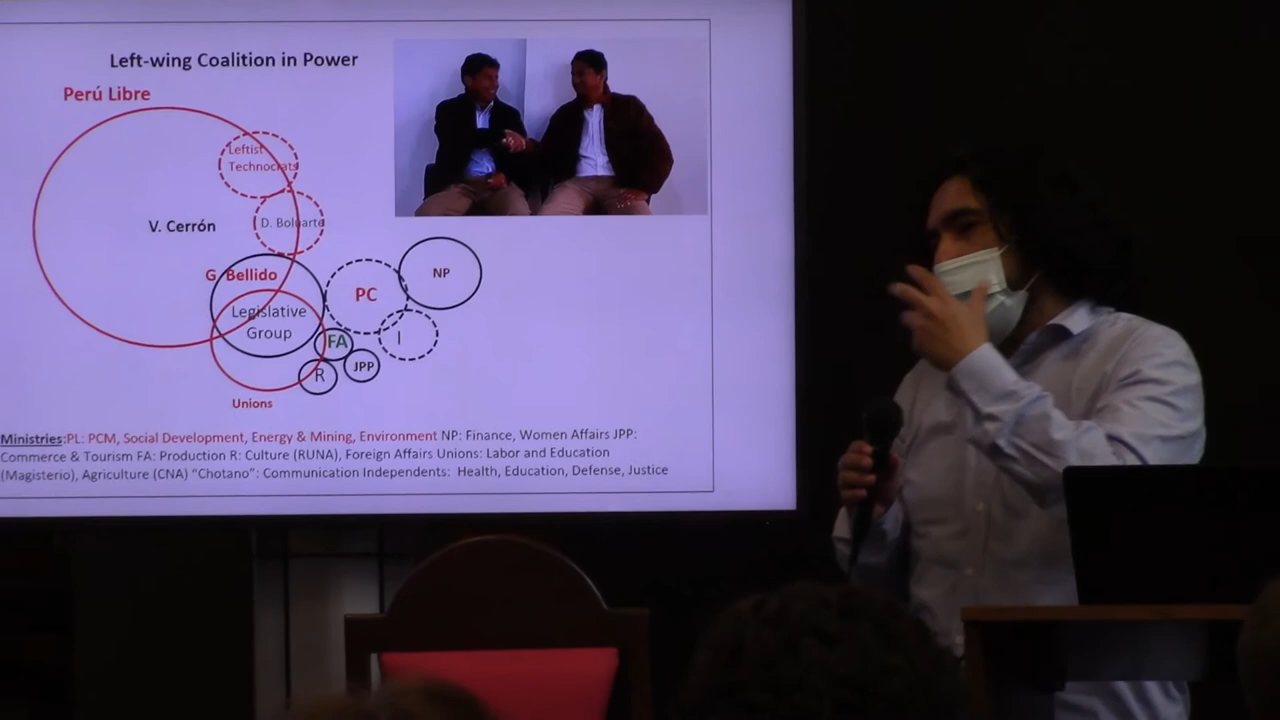 Left-wing Coalition in Power
Perú Libre
Leftist
Technocrats
V. Cerrón
D. Boluarte
G. Bellido
Legislative
Group
PC
NP
I
FA
JPP
R
Unions
Ministries:PL: PCM, Social Development, Energy & Mining, Environment NP: Finance, Women Affairs JPP:
Commerce & Tourism FA: Production R: Culture (RUNA), Foreign Affairs Unions: Labor and Education
(Magisterio), Agriculture (CNA) “Chotano”: Communication Independents: Health, Education, Defense, Justice